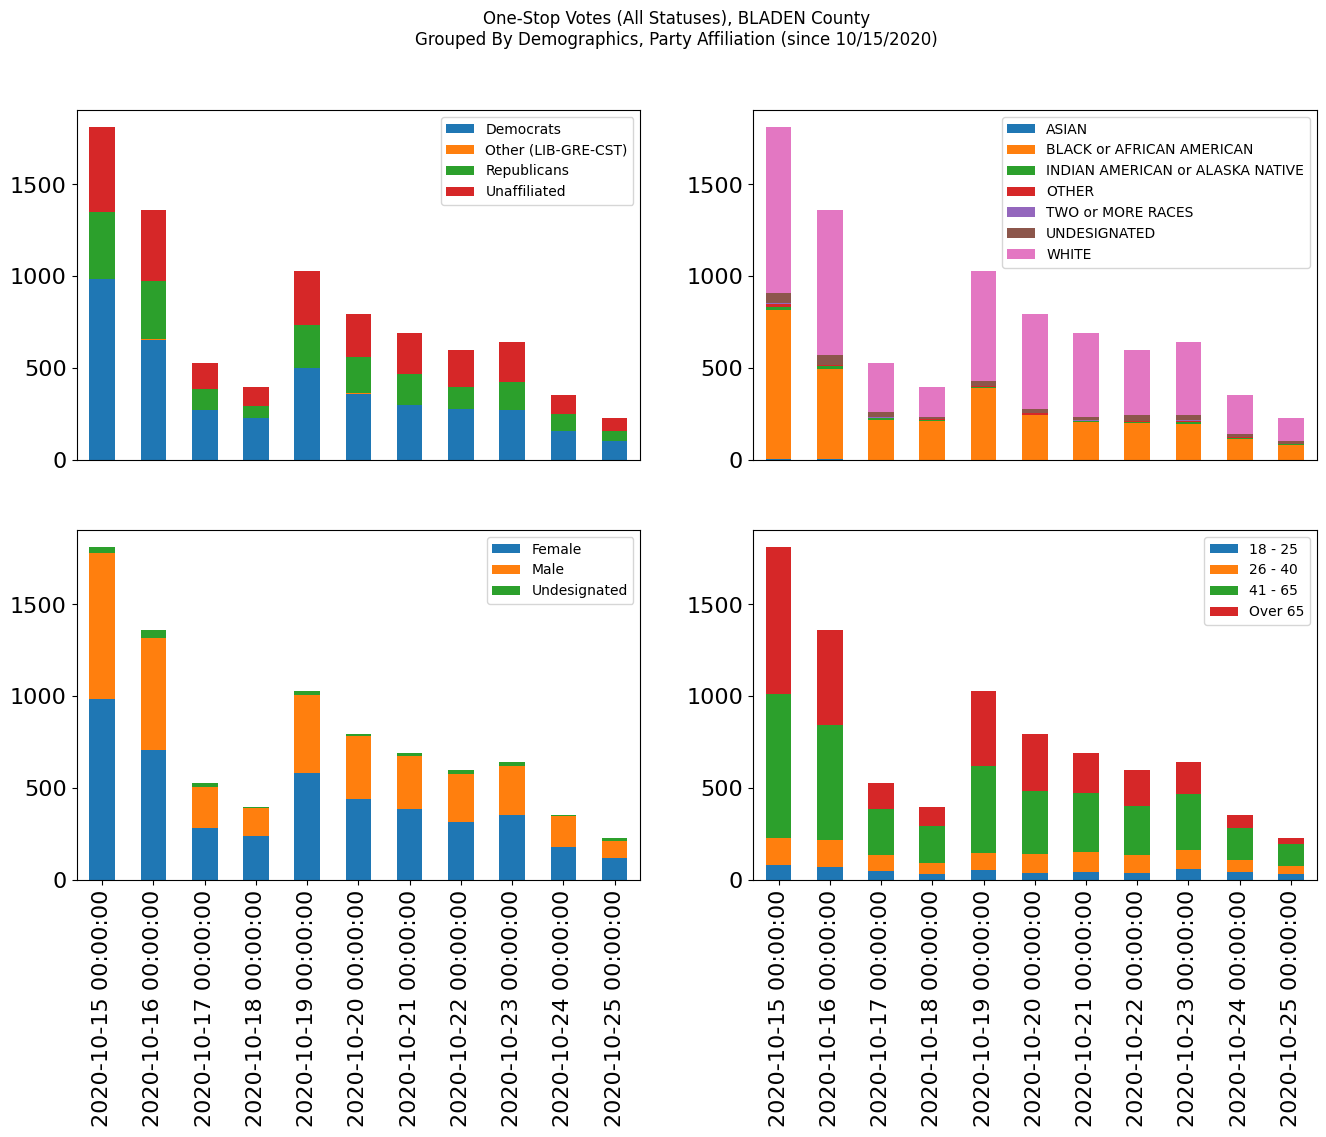 One-Stop Votes (All Statuses), BLADEN County
Grouped By Demographics, Party Affiliation (since 10/15/2020)
1500
1000
500
0
Democrats
Other (LIB-GRE-CST)
Republicans
Unaffiliated
1500
1000
500
0
ASIAN
BLACK or AFRICAN AMERICAN
INDIAN AMERICAN or ALASKA NATIVE
OTHER
TWO or MORE RACES
UNDESIGNATED
WHITE
1500
1000
500
0
Female
Male
Undesignated
2020-10-15 00:00:00
2020-10-16 00:00:00
2020-10-17 00:00:00
2020-10-18 00:00:00
2020-10-19 00:00:00
2020-10-20 00:00:00
2020-10-21 00:00:00
2020-10-22 00:00:00
2020-10-23 00:00:00
2020-10-24 00:00:00
2020-10-25 00:00:00
1500
1000
500
0
18 - 25
26 - 40
41 - 65
Over 65
2020-10-15 00:00:00
2020-10-16 00:00:00
2020-10-17 00:00:00
2020-10-18 00:00:00
2020-10-19 00:00:00
2020-10-20 00:00:00
2020-10-21 00:00:00
2020-10-22 00:00:00
2020-10-23 00:00:00
2020-10-24 00:00:00
2020-10-25 00:00:00